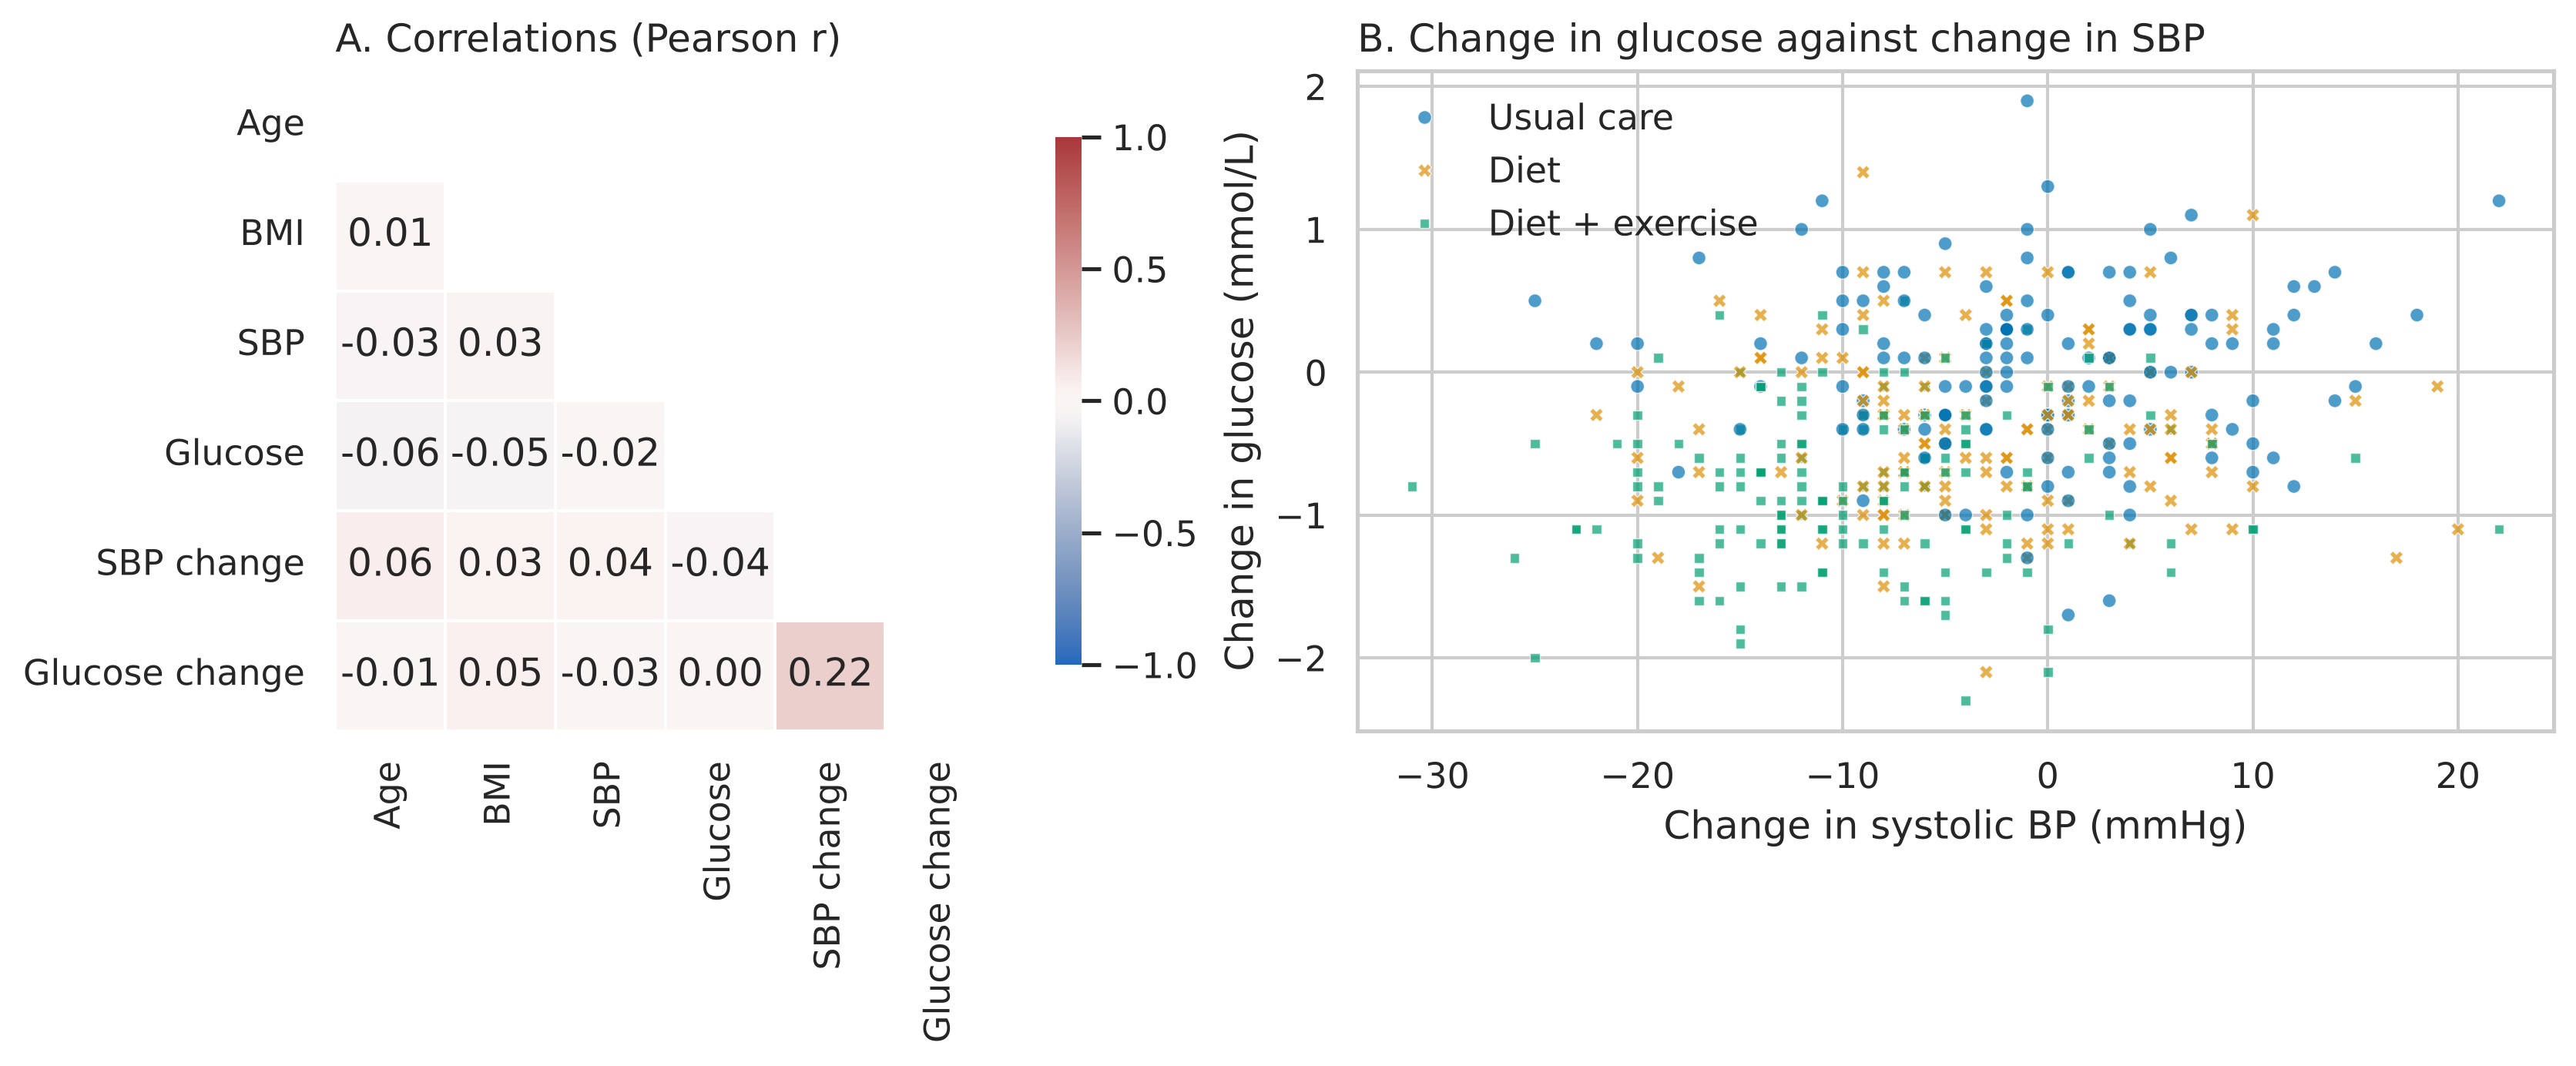 A. Correlations (Pearson r)
Age
BMI
0.01
SBP
-0.03 0.03
Glucose
-0.06 -0.05 -0.02
SBP change
0.06 0.03 0.04 -0.04
Glucose change
-0.01 0.05 -0.03 0.00 0.22
Age
BMI
SBP
Glucose
SBP change
Glucose change
1.0
0.5
0.0
−0.5
−1.0
B. Change in glucose against change in SBP
Change in glucose (mmol/L)
2
1
0
−1
−2
Usual care
Diet
Diet + exercise
−30 −20 −10 0 10 20
Change in systolic BP (mmHg)